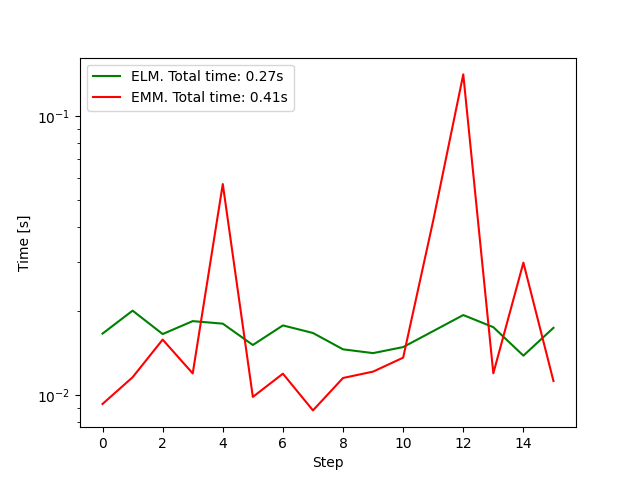 ELM. Total time: 0.27s
EMM. Total time: 0.41s
10⁻¹
10⁻²
Time [s]
0 2 4 6 8 10 12 14
Step